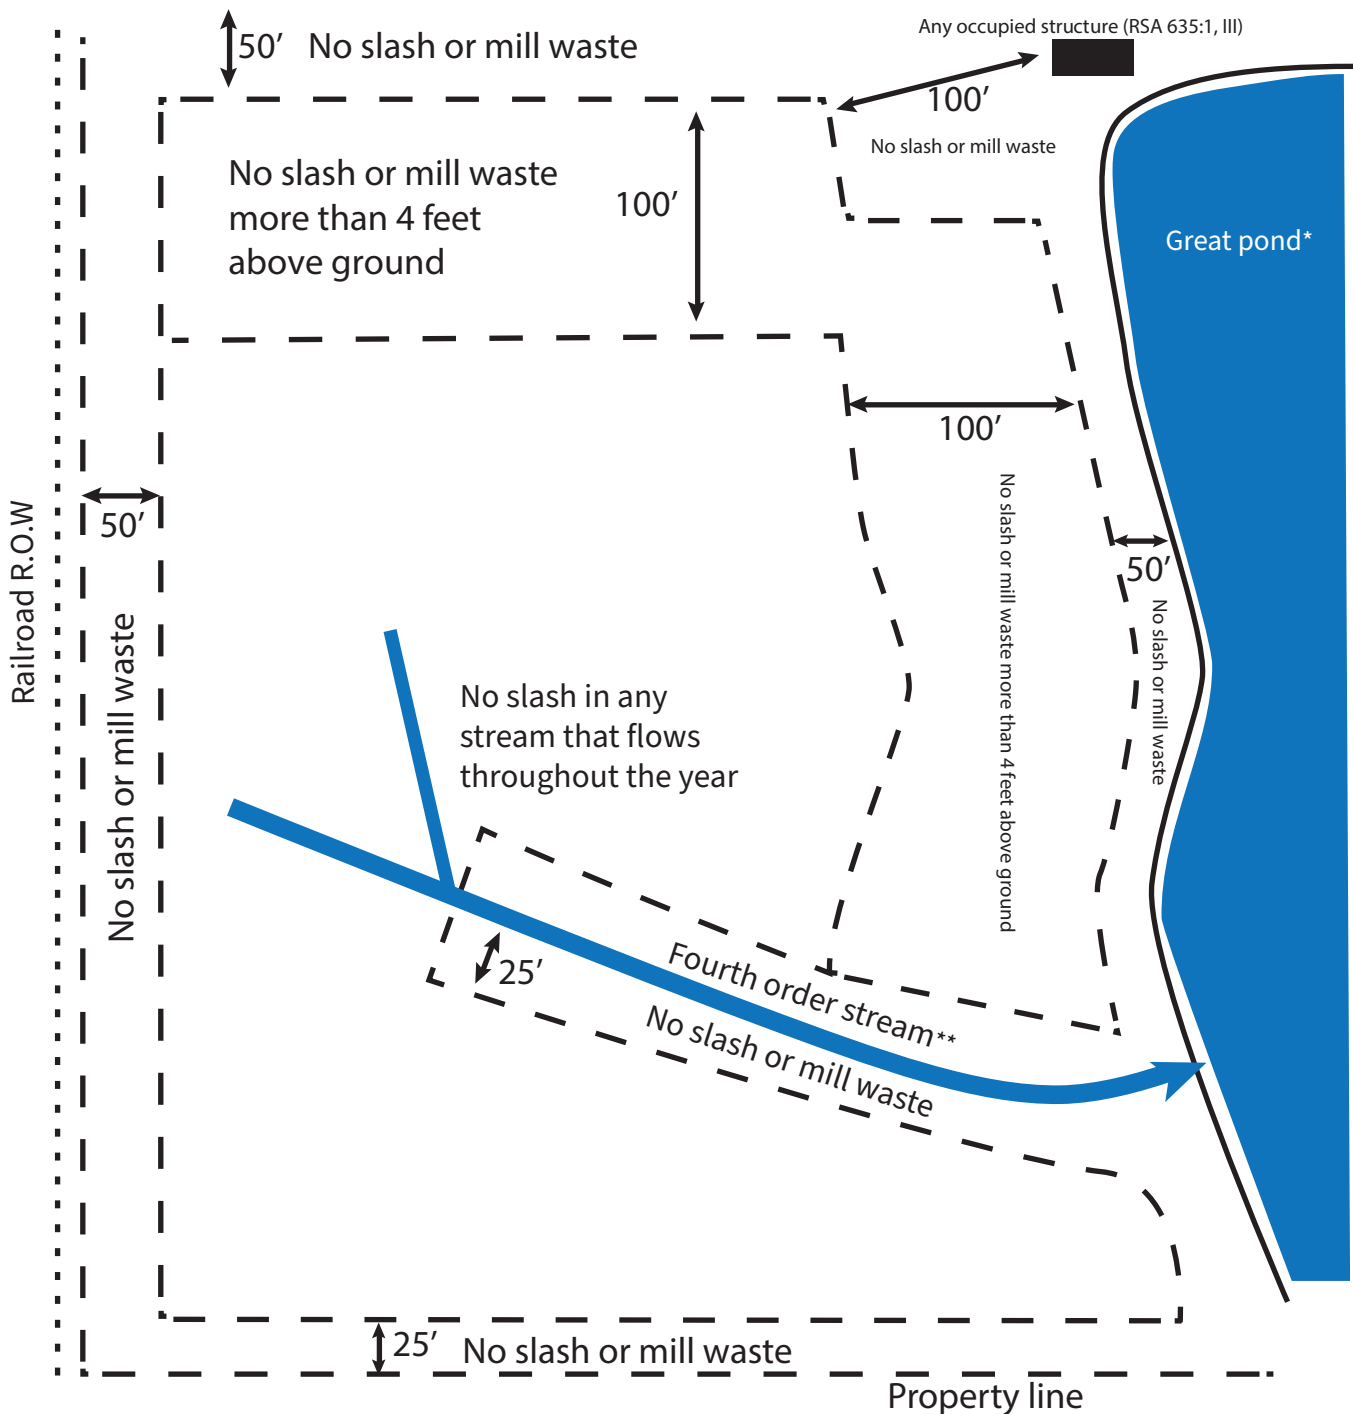 Any occupied structure (RSA 635:1, III)
50’ No slash or mill waste
100’
No slash or mill waste
No slash or mill waste
more than 4 feet
above ground
100’
Great pond*
100’
Railroad R.O.W
50’
No slash or mill waste
No slash or mill waste more than 4 feet above ground
50’
No slash or mill waste
No slash in any
stream that flows
throughout the year
25’
Fourth order stream**
No slash or mill waste
25’ No slash or mill waste
Property line